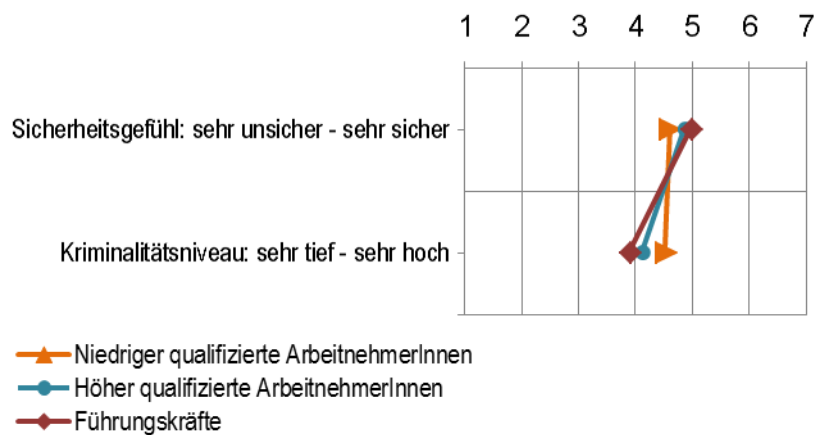 1 2 3 4 5 6 7
Sicherheitsgefühl: sehr unsicher - sehr sicher
Kriminalitätsniveau: sehr tief - sehr hoch
Niedriger qualifizierte ArbeitnehmerInnen
Höher qualifizierte ArbeitnehmerInnen
Führungskräfte